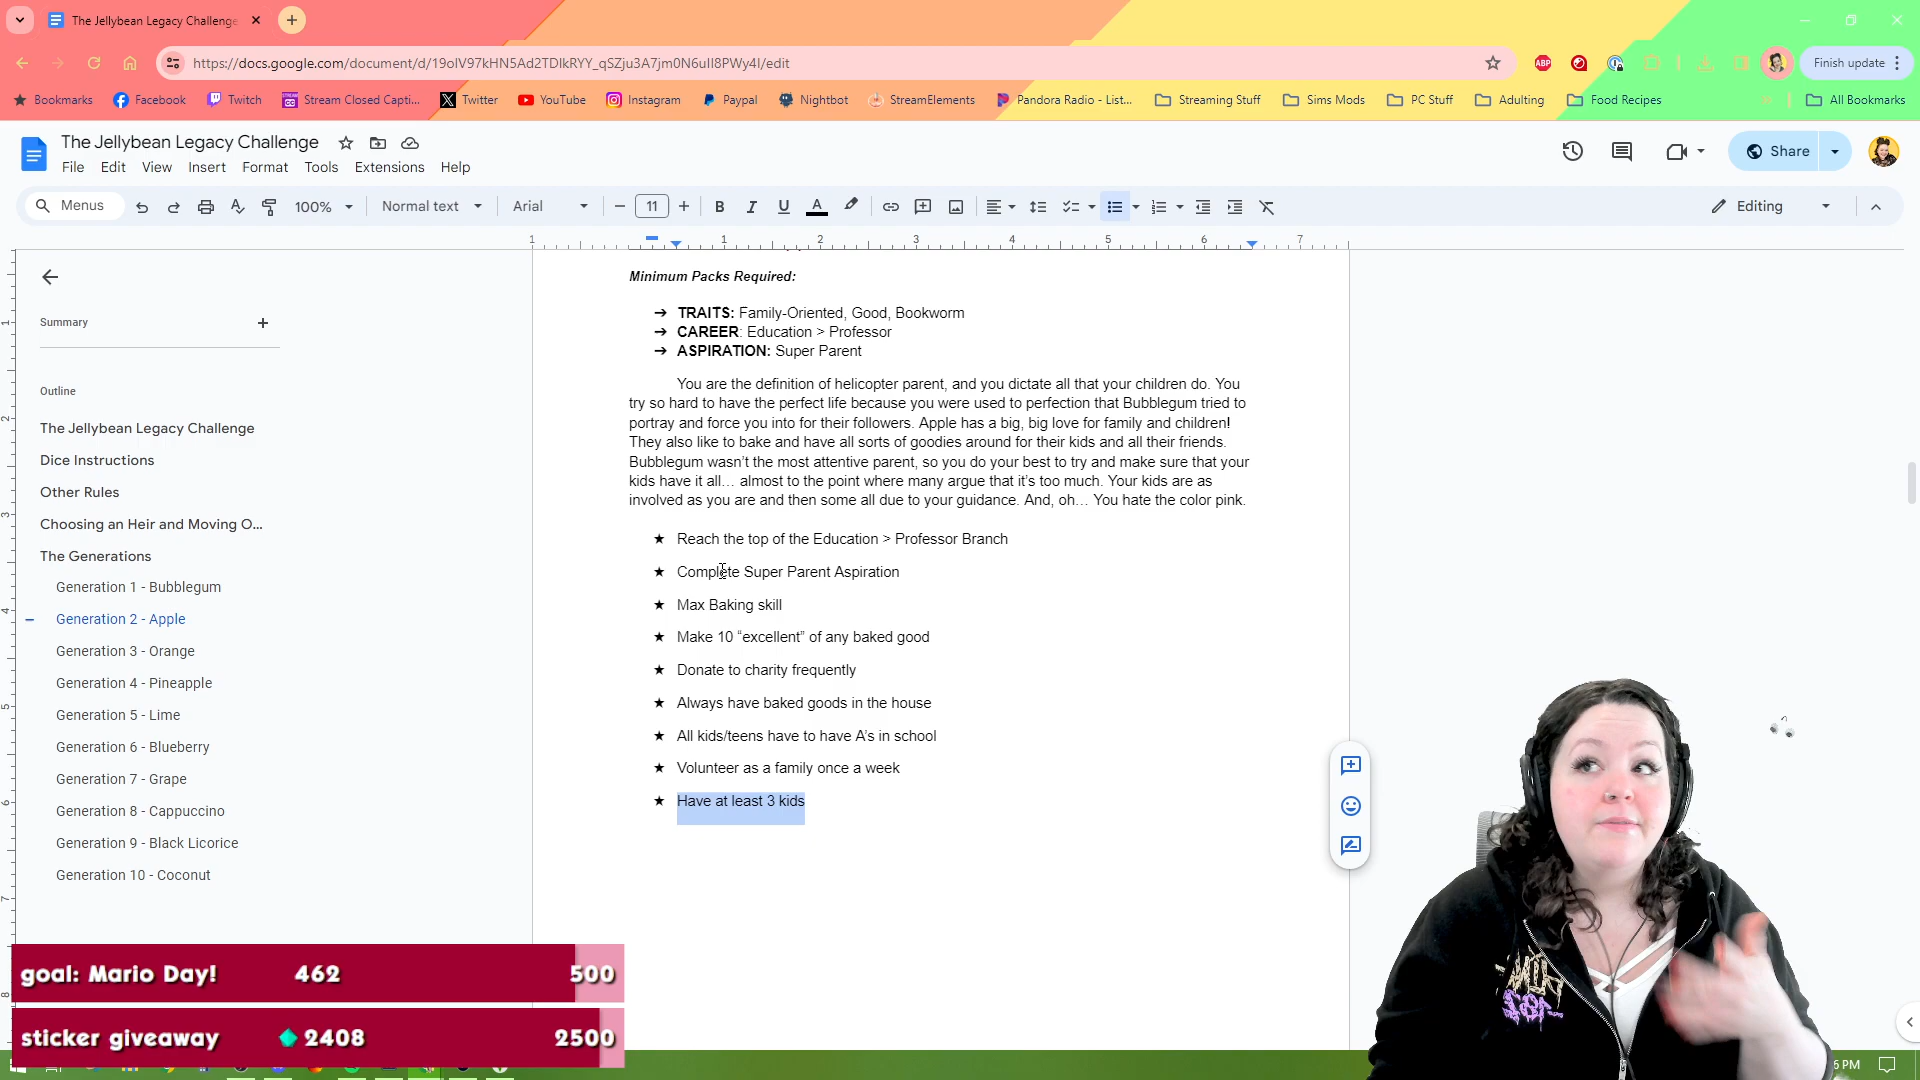 The Jellybean Legacy Challenge
https://docs.google.com/document/d/19olV97kHN5Ad2TDlkRYY_qSZju3A7jm0N6uIl8PWy4I/edit
ABP
Finish update
Bookmarks
Facebook
Twitch
Stream Closed Capti...
Twitter
YouTube
Instagram
Paypal
Nightbot
StreamElements
Pandora Radio - List...
Streaming Stuff
Sims Mods
PC Stuff
Adulting
Food Recipes
All Bookmarks
The Jellybean Legacy Challenge
File Edit View Insert Format Tools Extensions Help
Share
Menus
100%
Normal text
Arial
11
B I U A
Editing
1 1 2 3 4 5 6 7
Summary
Outline
The Jellybean Legacy Challenge
Dice Instructions
Other Rules
Choosing an Heir and Moving O...
The Generations
Generation 1 - Bubblegum
Generation 2 - Apple
Generation 3 - Orange
Generation 4 - Pineapple
Generation 5 - Lime
Generation 6 - Blueberry
Generation 7 - Grape
Generation 8 - Cappuccino
Generation 9 - Black Licorice
Generation 10 - Coconut
Minimum Packs Required:
➔ TRAITS: Family-Oriented, Good, Bookworm
➔ CAREER: Education > Professor
➔ ASPIRATION: Super Parent
You are the definition of helicopter parent, and you dictate all that your children do. You
try so hard to have the perfect life because you were used to perfection that Bubblegum tried to
portray and force you into for their followers. Apple has a big, big love for family and children!
They also like to bake and have all sorts of goodies around for their kids and all their friends.
Bubblegum wasn't the most attentive parent, so you do your best to try and make sure that your
kids have it all… almost to the point where many argue that it's too much. Your kids are as
involved as you are and then some all due to your guidance. And, oh… You hate the color pink.
★ Reach the top of the Education > Professor Branch
★ Complete Super Parent Aspiration
★ Max Baking skill
★ Make 10 “excellent” of any baked good
★ Donate to charity frequently
★ Always have baked goods in the house
★ All kids/teens have to have A's in school
★ Volunteer as a family once a week
★ Have at least 3 kids
goal: Mario Day! 462 500
sticker giveaway 2408 2500
PM